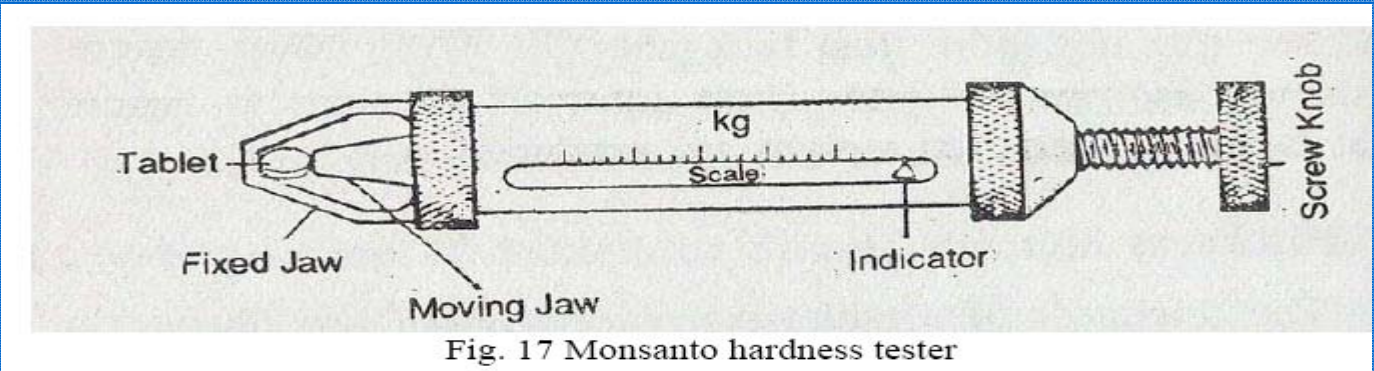 kg
Screw Knob
Tablet
Scale
Fixed Jaw
Indicator
Moving Jaw
Fig. 17 Monsanto hardness tester